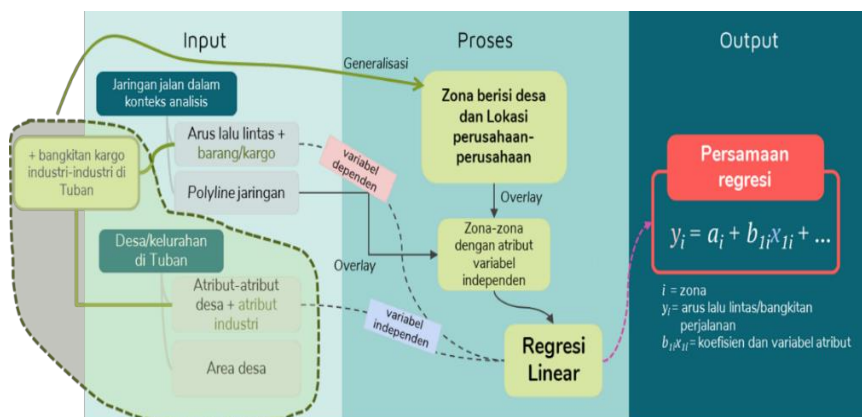 Input
Proses
Output
Jaringan jalan dalam
konteks analisis
Arus lalu lintas +
barang/kargo
Polyline jaringan
+ bangkitan kargo
industri-industri di
Tuban
Desa/kelurahan
di Tuban
Atribut-atribut
desa + atribut
industri
Area desa
Generalisasi
variabel
dependen
Overlay
variabel
independen
Zona berisi desa
dan Lokasi
perusahaan-
perusahaan
Overlay
Zona-zona
dengan atribut
variabel
independen
Regresi
Linear
Persamaan
regresi
yᵢ = aᵢ + b₁ᵢx₁ᵢ + ...
i = zona
yᵢ = arus lalu lintas/bangkitan
perjalanan
b₁ᵢx₁ᵢ = koefisien dan variabel atribut